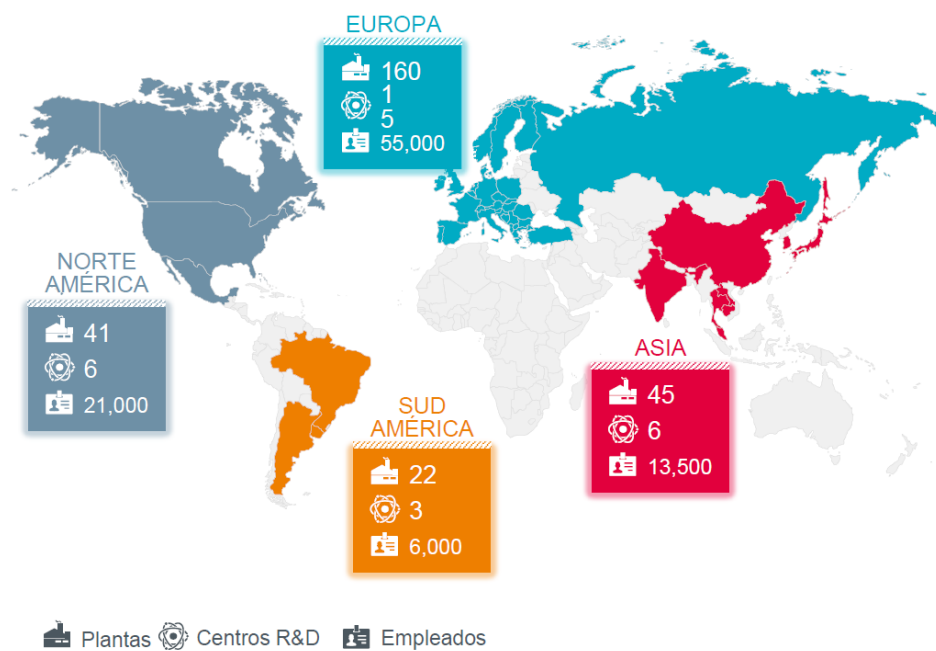 EUROPA
160
1
5
55,000
NORTE
AMÉRICA
41
6
21,000
SUD
AMÉRICA
22
3
6,000
ASIA
45
6
13,500
Plantas Centros R&D Empleados